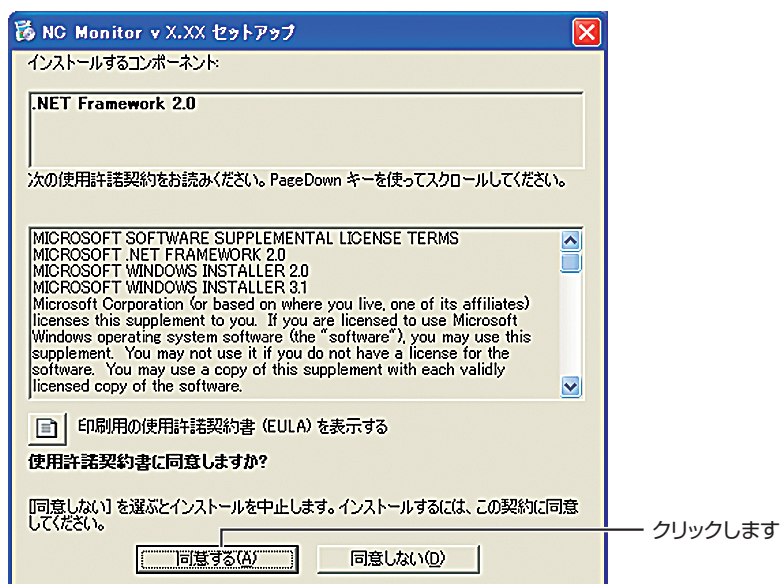 NC Monitor v X.XX セットアップ
インストールするコンポーネント:
.NET Framework 2.0
次の使用許諾契約をお読みください。PageDown キーを使ってスクロールしてください。
MICROSOFT SOFTWARE SUPPLEMENTAL LICENSE TERMS
MICROSOFT .NET FRAMEWORK 2.0
MICROSOFT WINDOWS INSTALLER 2.0
MICROSOFT WINDOWS INSTALLER 3.1
Microsoft Corporation (or based on where you live, one of its affiliates)
licenses this supplement to you.  If you are licensed to use Microsoft
Windows operating system software (the "software"), you may use this
supplement.  You may not use it if you do not have a license for the
software.  You may use a copy of this supplement with each validly
licensed copy of the software.
印刷用の使用許諾契約書 (EULA) を表示する
使用許諾契約書に同意しますか?
[同意しない] を選ぶとインストールを中止します。インストールするには、この契約に同意
してください。
クリックします
同意する(A) 同意しない(D)